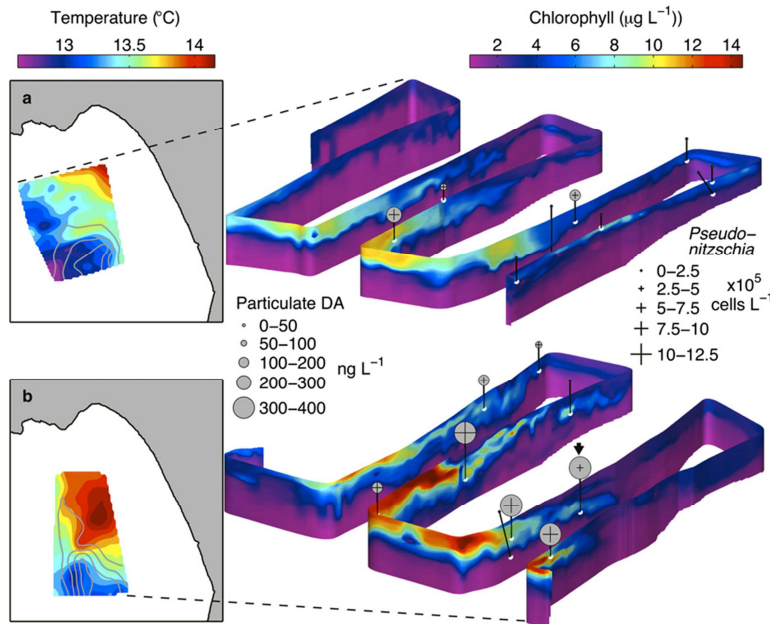 Temperature (°C)
13 13.5 14
Chlorophyll (μg L⁻¹))
2 4 6 8 10 12 14
a
Pseudo-
nitzschia
0–2.5
2.5–5
5–7.5
7.5–10
10–12.5
x10⁵
cells L⁻¹
Particulate DA
0–50
50–100
100–200
200–300
300–400
ng L⁻¹
b